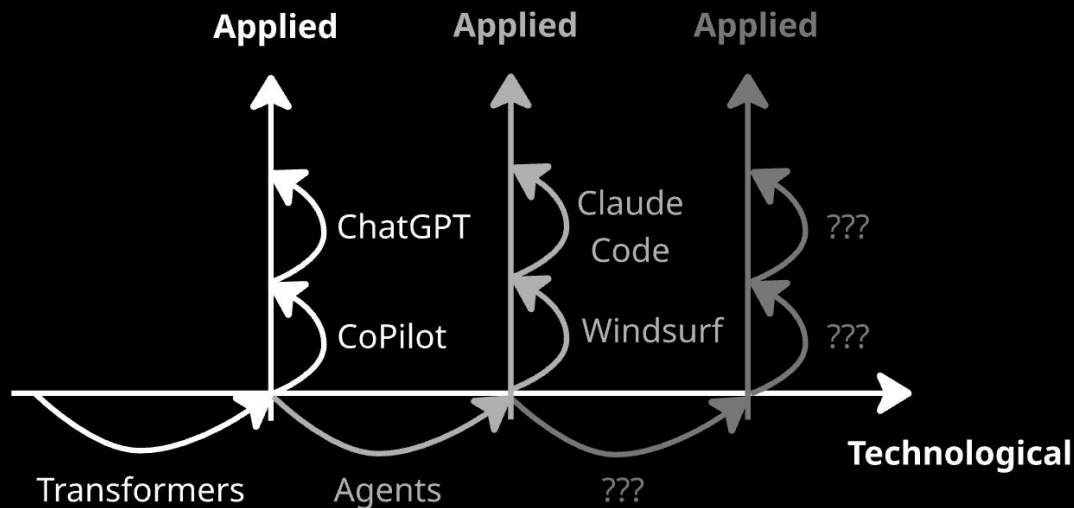 Applied Applied Applied
ChatGPT
Claude
Code
???
CoPilot
Windsurf
???
Technological
Transformers
Agents
???